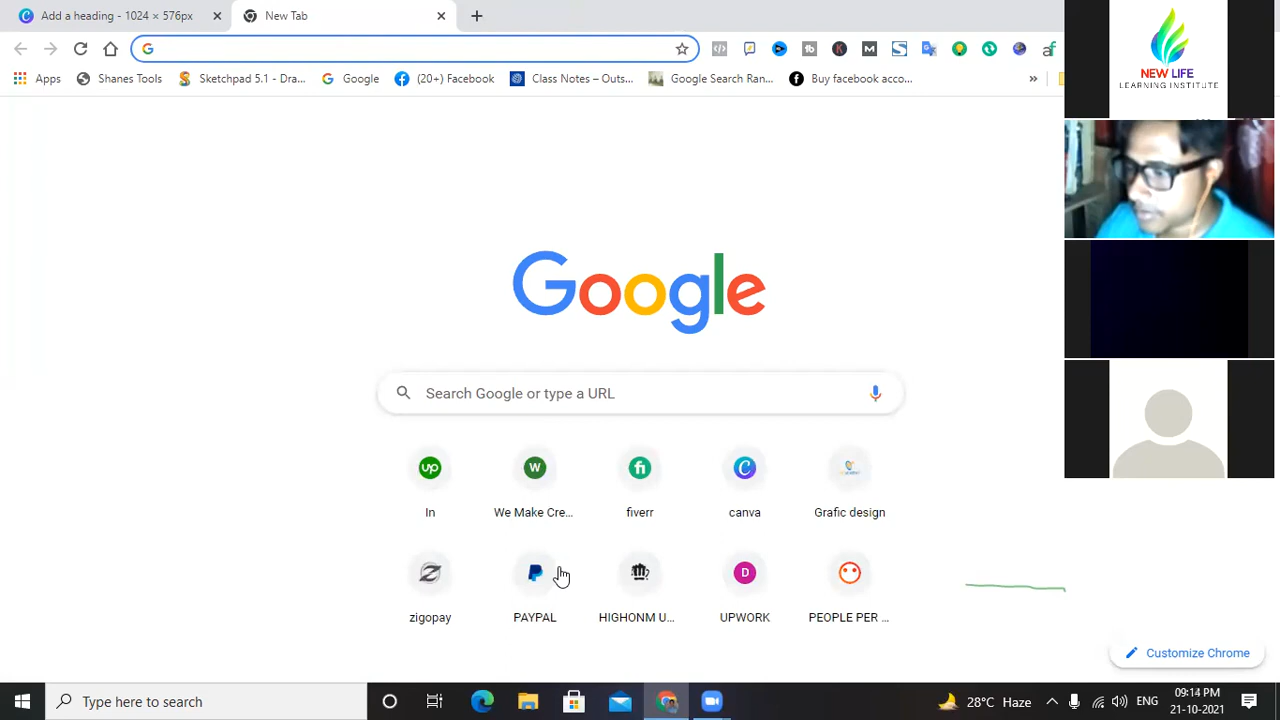 Add a heading - 1024 × 576px
New Tab
Apps
Shanes Tools
Sketchpad 5.1 - Dra...
Google
(20+) Facebook
Class Notes – Outs...
Google Search Ran...
Buy facebook acco...
NEW LIFE
LEARNING INSTITUTE
Google
Search Google or type a URL
In
We Make Cre...
fiverr
canva
Grafic design
zigopay
PAYPAL
HIGHONM U...
UPWORK
PEOPLE PER ...
Customize Chrome
Type here to search
28°C Haze
ENG
09:14 PM
21-10-2021